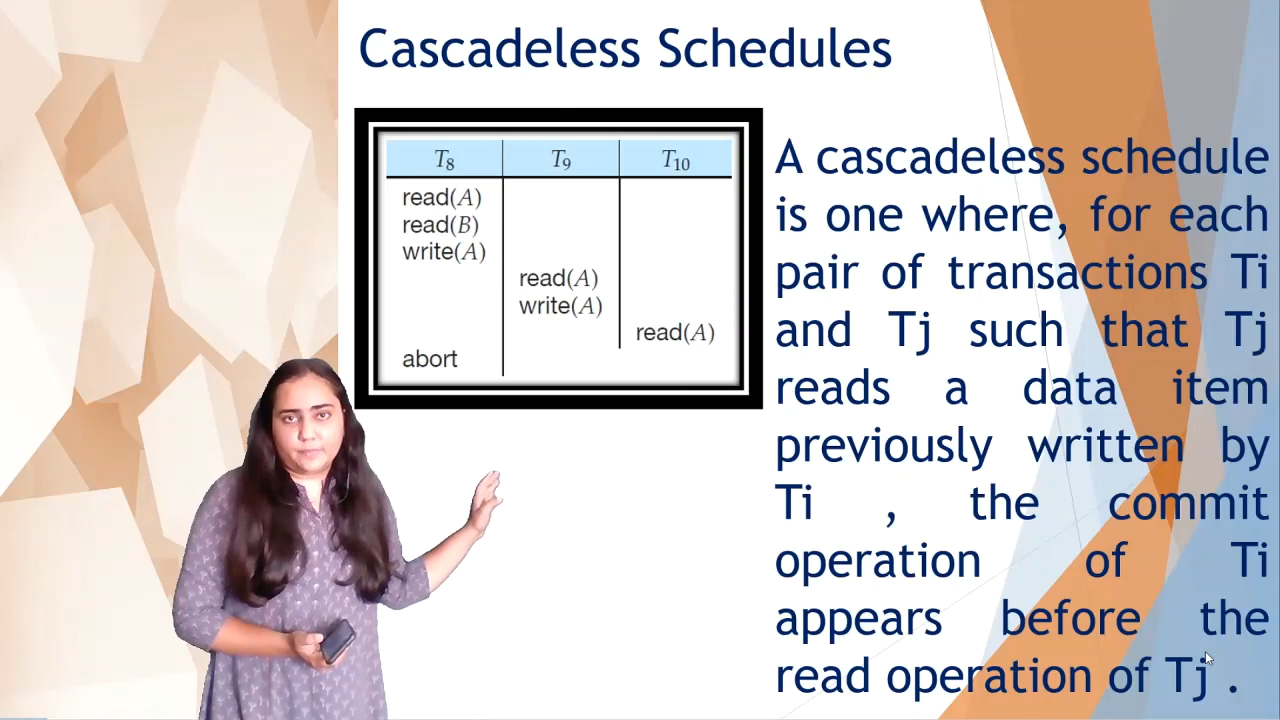 Cascadeless Schedules
T8 T9 T10
read(A)
read(B)
write(A)
read(A)
write(A)
read(A)
abort
A cascadeless schedule
is one where, for each
pair of transactions Ti
and Tj such that Tj
reads a data item
previously written by
Ti , the commit
operation of Ti
appears before the
read operation of Tj .